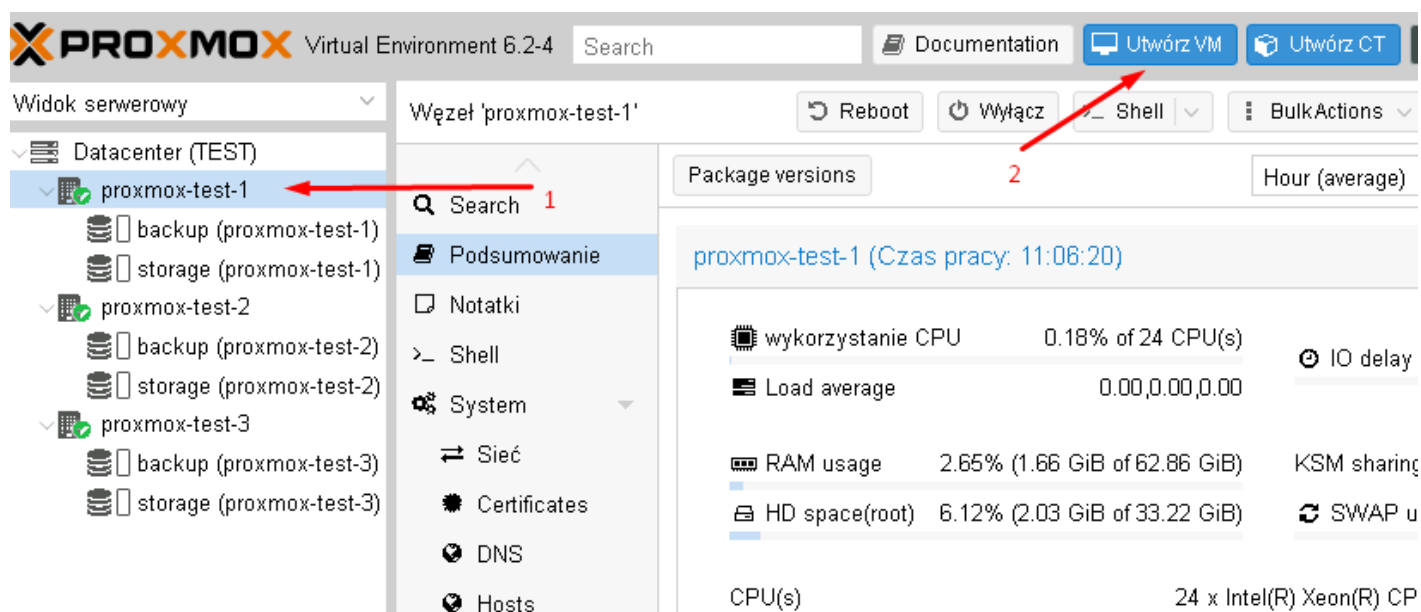 PROXMOX Virtual Environment 6.2-4 Search Documentation Utwórz VM Utwórz CT
Widok serwerowy
Datacenter (TEST)
proxmox-test-1
backup (proxmox-test-1)
storage (proxmox-test-1)
proxmox-test-2
backup (proxmox-test-2)
storage (proxmox-test-2)
proxmox-test-3
backup (proxmox-test-3)
storage (proxmox-test-3)
1
2
Węzeł 'proxmox-test-1' Reboot Wyłącz >_ Shell BulkActions
Search
Podsumowanie
Notatki
>_ Shell
System
Sieć
Certificates
DNS
Hosts
Package versions Hour (average)
proxmox-test-1 (Czas pracy: 11:06:20)
wykorzystanie CPU 0.18% of 24 CPU(s) IO delay
Load average 0.00,0.00,0.00
RAM usage 2.65% (1.66 GiB of 62.86 GiB) KSM sharing
HD space(root) 6.12% (2.03 GiB of 33.22 GiB) SWAP u
CPU(s) 24 x Intel(R) Xeon(R) CP